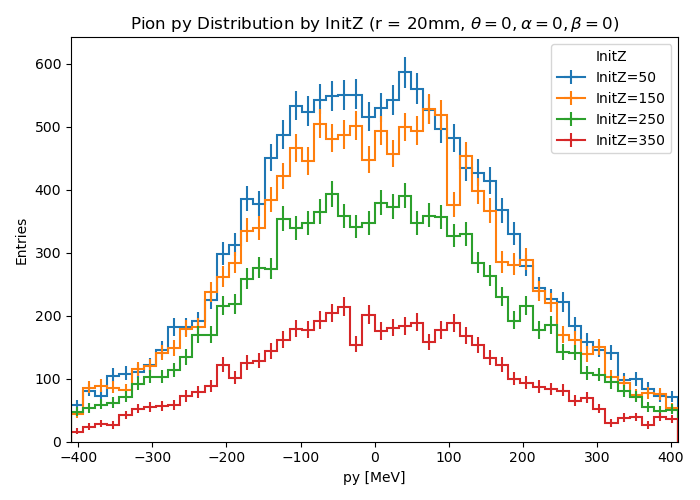 Pion py Distribution by InitZ (r = 20mm, θ = 0, α = 0, β = 0)
InitZ
InitZ=50
InitZ=150
InitZ=250
InitZ=350
Entries
600
500
400
300
200
100
0
−400 −300 −200 −100 0 100 200 300 400
py [MeV]